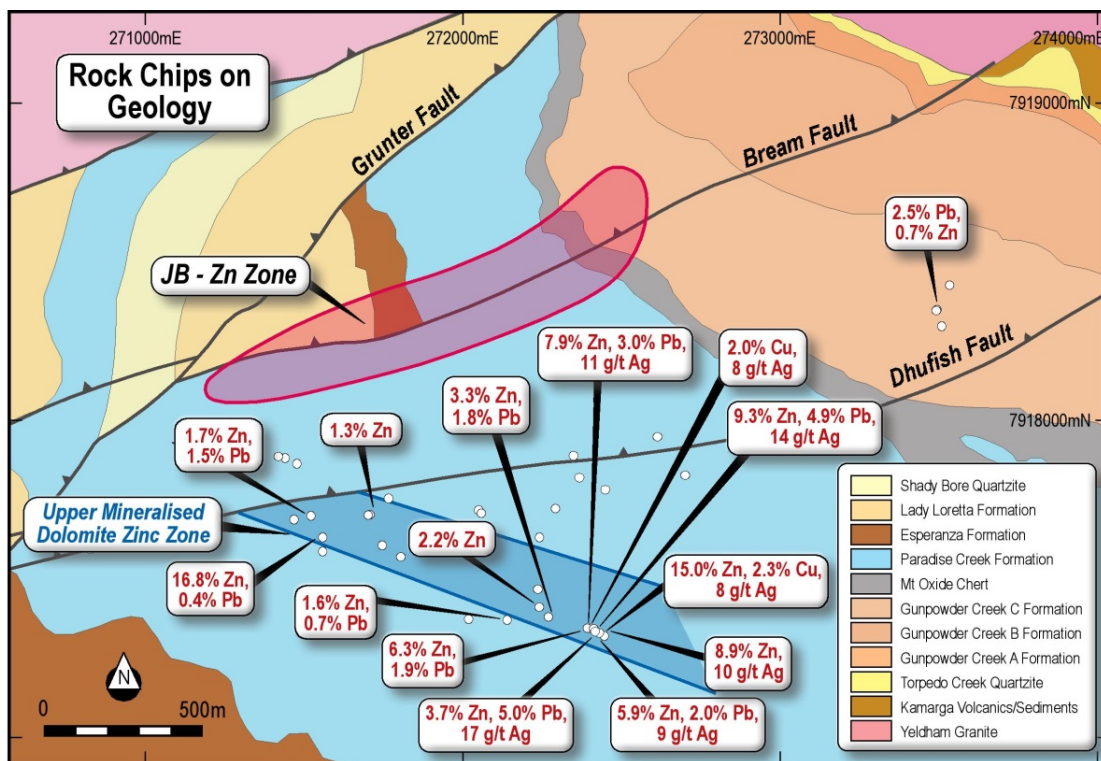 271000mE
272000mE
273000mE
274000mE
Rock Chips on
Geology
Grunter Fault
7919000mN
Bream Fault
2.5% Pb,
0.7% Zn
JB - Zn Zone
7.9% Zn, 3.0% Pb,
11 g/t Ag
2.0% Cu,
8 g/t Ag
Dhufish Fault
3.3% Zn,
1.8% Pb
9.3% Zn, 4.9% Pb,
14 g/t Ag
7918000mN
1.7% Zn,
1.5% Pb
1.3% Zn
Upper Mineralised
Dolomite Zinc Zone
2.2% Zn
16.8% Zn,
0.4% Pb
15.0% Zn, 2.3% Cu,
8 g/t Ag
1.6% Zn,
0.7% Pb
6.3% Zn,
1.9% Pb
8.9% Zn,
10 g/t Ag
3.7% Zn, 5.0% Pb,
17 g/t Ag
5.9% Zn, 2.0% Pb,
9 g/t Ag
N
0
500m
Shady Bore Quartzite
Lady Loretta Formation
Esperanza Formation
Paradise Creek Formation
Mt Oxide Chert
Gunpowder Creek C Formation
Gunpowder Creek B Formation
Gunpowder Creek A Formation
Torpedo Creek Quartzite
Kamarga Volcanics/Sediments
Yeldham Granite